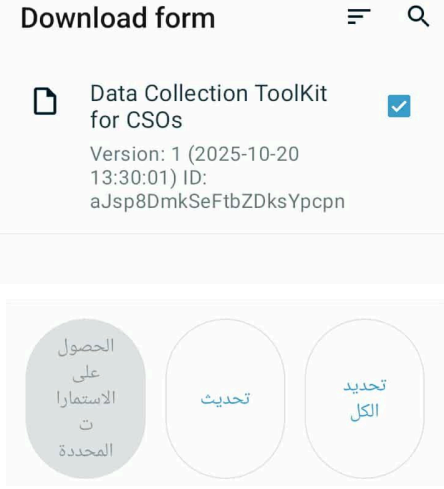 Download form
Data Collection ToolKit
for CSOs
Version: 1 (2025-10-20
13:30:01) ID:
aJsp8DmkSeFtbZDksYpcpn
تحديد
الكل
تحديث
الحصول
على
الاستمارا
ت
المحددة